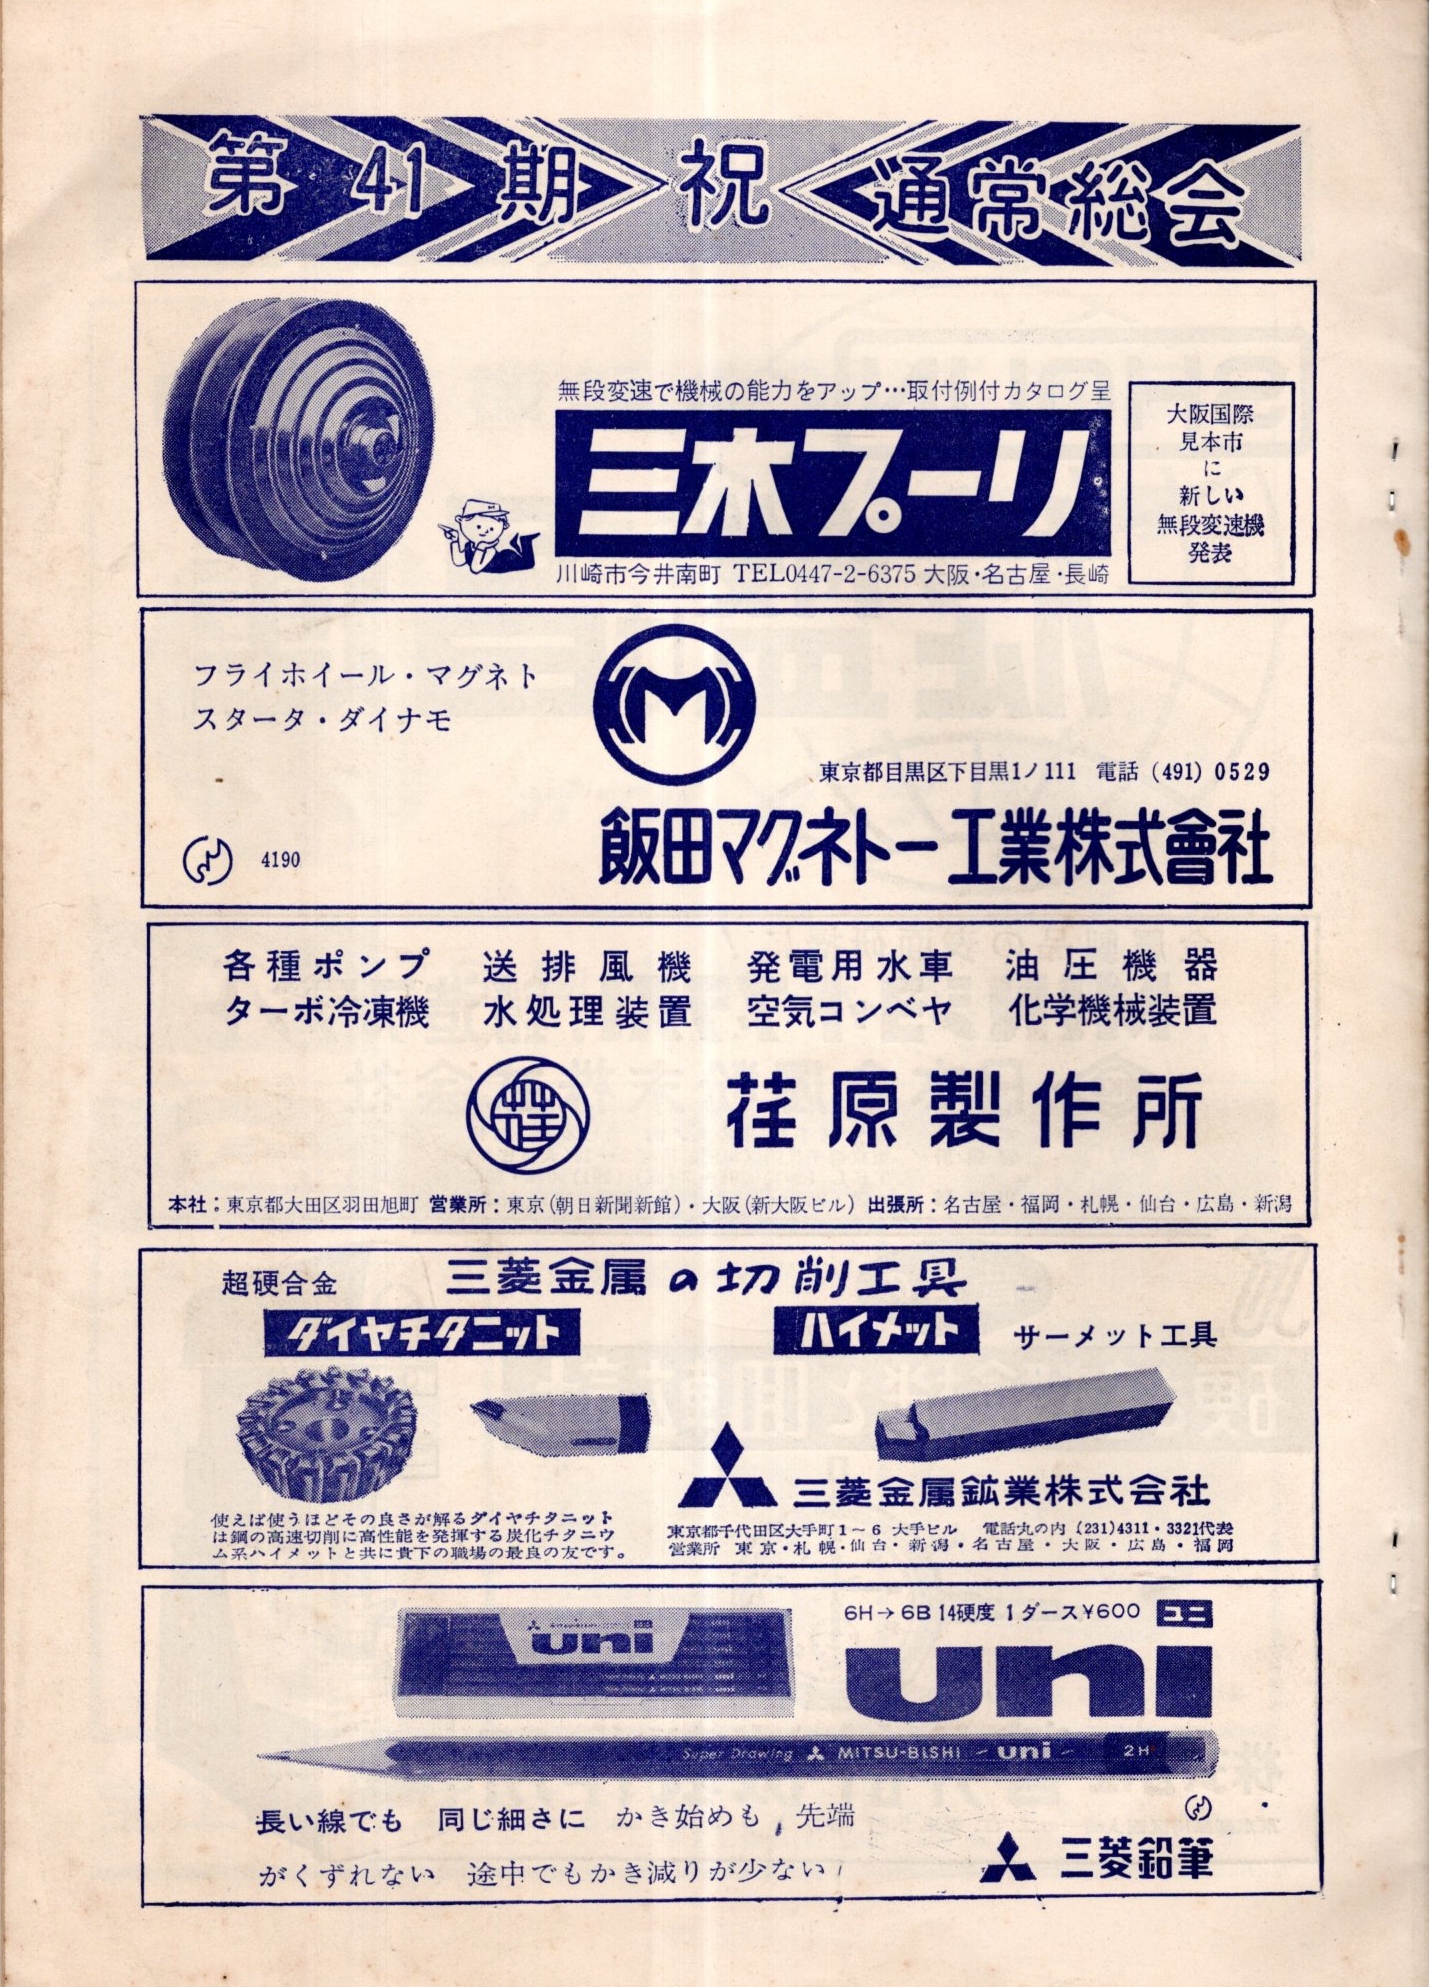 第41期 祝 通常総会
無段変速で機械の能力をアップ…取付例付カタログ呈
三木プーリ
川崎市今井南町 TEL0447-2-6375 大阪・名古屋・長崎
大阪国際
見本市
に
新しい
無段変速機
発表
フライホイール・マグネト
スタータ・ダイナモ
M
東京都目黒区下目黒1ノ111 電話 (491) 0529
飯田マグネトー工業株式會社
4190
各種ポンプ 送排風機 発電用水車 油圧機器
ターボ冷凍機 水処理装置 空気コンベヤ 化学機械装置
荏
荏原製作所
本社:東京都大田区羽田旭町 営業所:東京(朝日新聞新館)・大阪(新大阪ビル) 出張所:名古屋・福岡・札幌・仙台・広島・新潟
三菱金属の切削工具
超硬合金
ダイヤチタニット
ハイメット サーメット工具
三菱金属鉱業株式会社
使えば使うほどその良さが解るダイヤチタニット
は鋼の高速切削に高性能を発揮する炭化チタニウ
ム系ハイメットと共に貴下の職場の最良の友です。
東京都千代田区大手町1～6 大手ビル 電話丸の内 (231)4311・3321代表
営業所 東京・札幌・仙台・新潟・名古屋・大阪・広島・福岡
6H→6B 14硬度 1ダース¥600 ユニ
uni
uni
Super Drawing MITSU-BISHI - uni - 2H
長い線でも 同じ細さに かき始めも，先端
がくずれない 途中でもかき減りが少ない！
三菱鉛筆